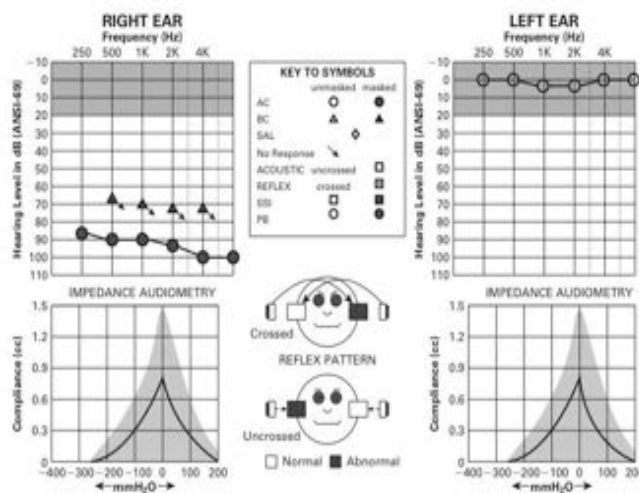 RIGHT EAR
Frequency (Hz)
250 500 1K 2K 4K
Hearing Level in dB (ANSI-69)
-10
0
10
20
30
40
50
60
70
80
90
100
110
KEY TO SYMBOLS
unmasked masked
AC
BC
SAL
No Response
ACOUSTIC uncrossed
REFLEX crossed
SSI
PB
LEFT EAR
Frequency (Hz)
250 500 1K 2K 4K
Hearing Level in dB (ANSI-69)
-10
0
10
20
30
40
50
60
70
80
90
100
110
IMPEDANCE AUDIOMETRY
Compliance (cc)
1.5
1.2
0.9
0.6
0.3
0
-400 -300 -200 -100 0 100 200
mmH2O
Crossed
REFLEX PATTERN
Uncrossed
Normal Abnormal
IMPEDANCE AUDIOMETRY
Compliance (cc)
1.5
1.2
0.9
0.6
0.3
0
-400 -300 -200 -100 0 100 200
mmH2O